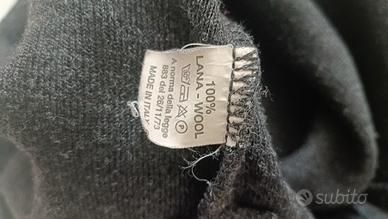 100%
LANA - WOOL
A norma della legge
883 del 26/11/73
MADE IN ITALY
subito